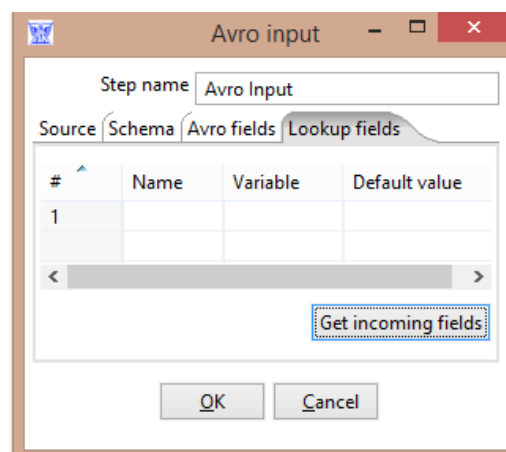 Avro input
Step name Avro Input
Source Schema Avro fields Lookup fields
# Name Variable Default value
1
Get incoming fields
OK Cancel